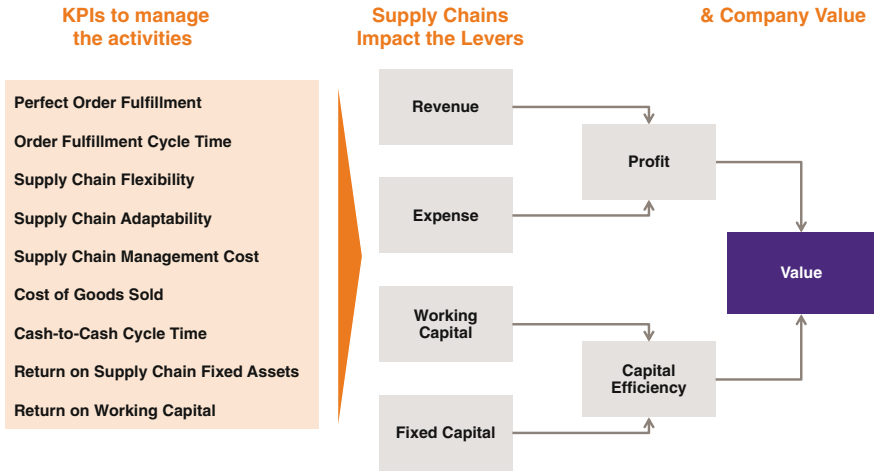 KPIs to manage
the activities
Supply Chains
Impact the Levers
& Company Value
Perfect Order Fulfillment
Order Fulfillment Cycle Time
Supply Chain Flexibility
Supply Chain Adaptability
Supply Chain Management Cost
Cost of Goods Sold
Cash-to-Cash Cycle Time
Return on Supply Chain Fixed Assets
Return on Working Capital
Revenue
Expense
Working
Capital
Fixed Capital
Profit
Capital
Efficiency
Value